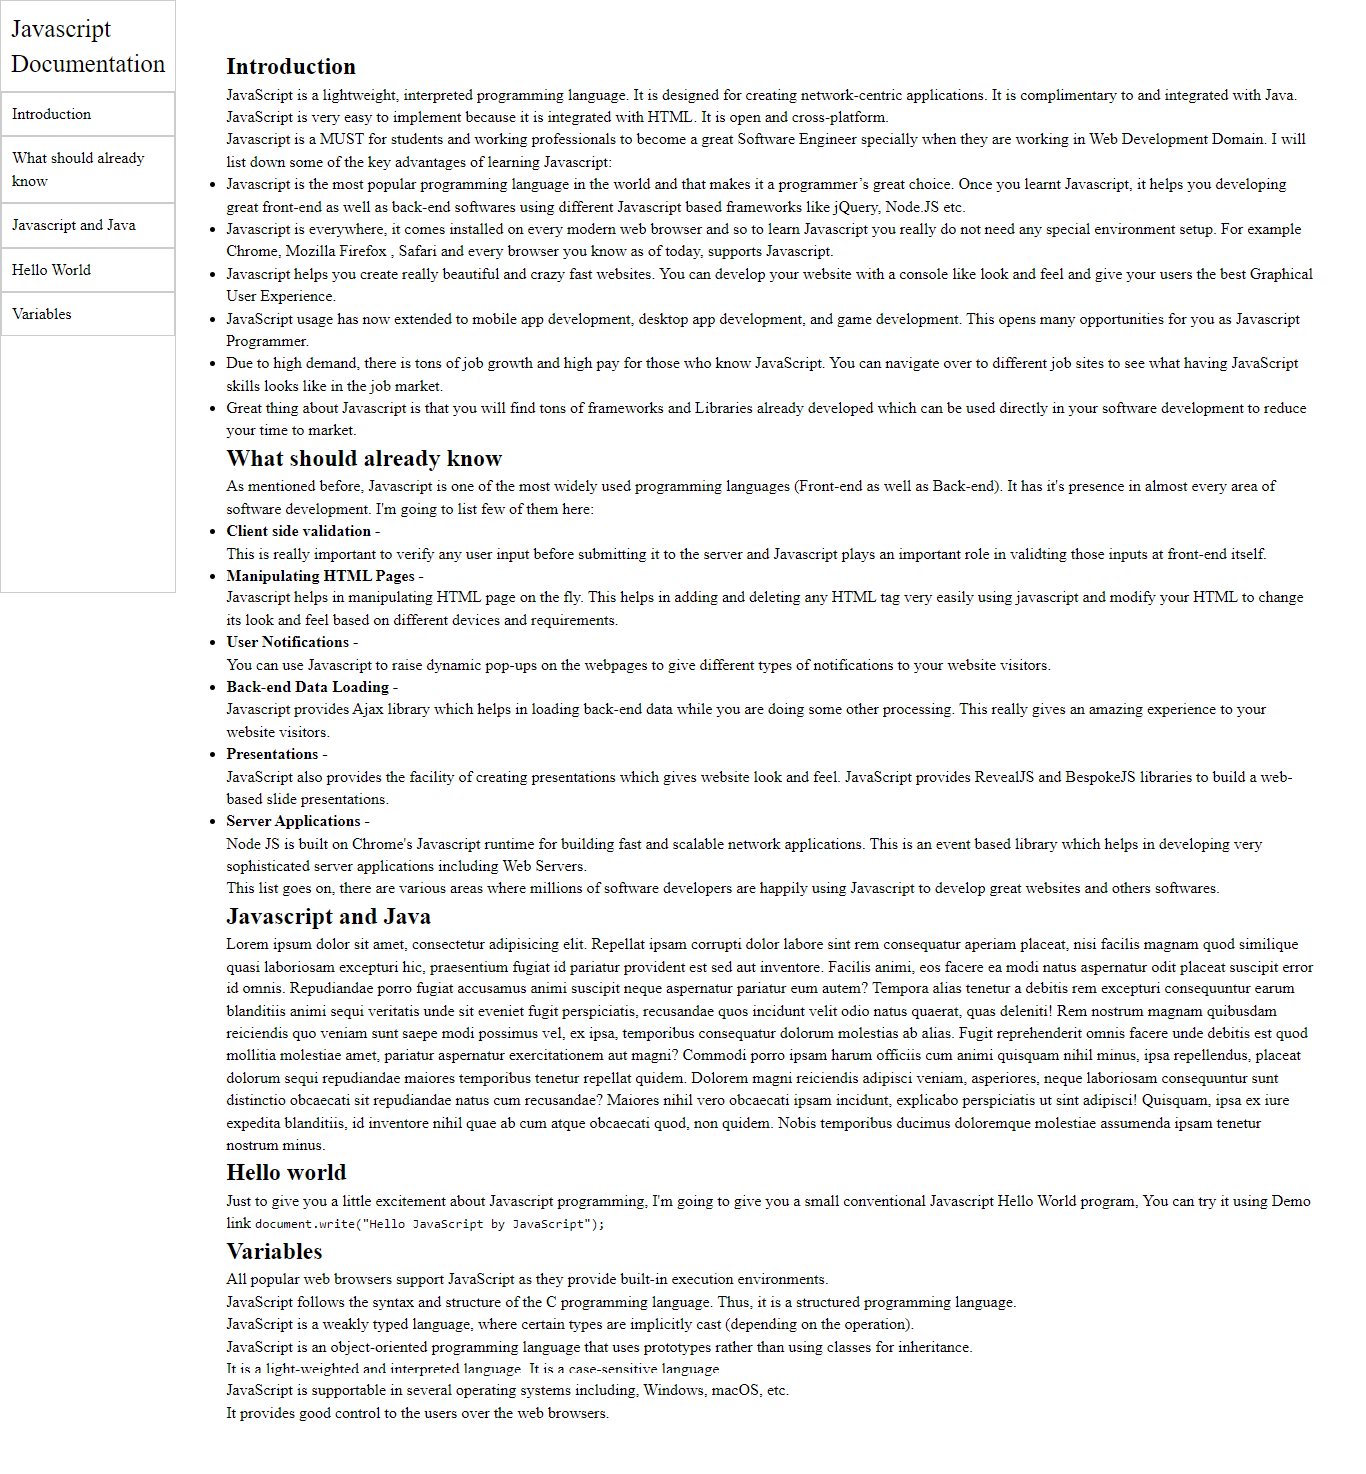 Javascript
Documentation
Introduction
What should already
know
Javascript and Java
Hello World
Variables
Introduction
JavaScript is a lightweight, interpreted programming language. It is designed for creating network-centric applications. It is complimentary to and integrated with Java.
JavaScript is very easy to implement because it is integrated with HTML. It is open and cross-platform.
Javascript is a MUST for students and working professionals to become a great Software Engineer specially when they are working in Web Development Domain. I will
list down some of the key advantages of learning Javascript:
• Javascript is the most popular programming language in the world and that makes it a programmer’s great choice. Once you learnt Javascript, it helps you developing
great front-end as well as back-end softwares using different Javascript based frameworks like jQuery, Node.JS etc.
• Javascript is everywhere, it comes installed on every modern web browser and so to learn Javascript you really do not need any special environment setup. For example
Chrome, Mozilla Firefox , Safari and every browser you know as of today, supports Javascript.
• Javascript helps you create really beautiful and crazy fast websites. You can develop your website with a console like look and feel and give your users the best Graphical
User Experience.
• JavaScript usage has now extended to mobile app development, desktop app development, and game development. This opens many opportunities for you as Javascript
Programmer.
• Due to high demand, there is tons of job growth and high pay for those who know JavaScript. You can navigate over to different job sites to see what having JavaScript
skills looks like in the job market.
• Great thing about Javascript is that you will find tons of frameworks and Libraries already developed which can be used directly in your software development to reduce
your time to market.
What should already know
As mentioned before, Javascript is one of the most widely used programming languages (Front-end as well as Back-end). It has it's presence in almost every area of
software development. I'm going to list few of them here:
• Client side validation -
This is really important to verify any user input before submitting it to the server and Javascript plays an important role in validting those inputs at front-end itself.
• Manipulating HTML Pages -
Javascript helps in manipulating HTML page on the fly. This helps in adding and deleting any HTML tag very easily using javascript and modify your HTML to change
its look and feel based on different devices and requirements.
• User Notifications -
You can use Javascript to raise dynamic pop-ups on the webpages to give different types of notifications to your website visitors.
• Back-end Data Loading -
Javascript provides Ajax library which helps in loading back-end data while you are doing some other processing. This really gives an amazing experience to your
website visitors.
• Presentations -
JavaScript also provides the facility of creating presentations which gives website look and feel. JavaScript provides RevealJS and BespokeJS libraries to build a web-
based slide presentations.
• Server Applications -
Node JS is built on Chrome's Javascript runtime for building fast and scalable network applications. This is an event based library which helps in developing very
sophisticated server applications including Web Servers.
This list goes on, there are various areas where millions of software developers are happily using Javascript to develop great websites and others softwares.
Javascript and Java
Lorem ipsum dolor sit amet, consectetur adipisicing elit. Repellat ipsam corrupti dolor labore sint rem consequatur aperiam placeat, nisi facilis magnam quod similique
quasi laboriosam excepturi hic, praesentium fugiat id pariatur provident est sed aut inventore. Facilis animi, eos facere ea modi natus aspernatur odit placeat suscipit error
id omnis. Repudiandae porro fugiat accusamus animi suscipit neque aspernatur pariatur eum autem? Tempora alias tenetur a debitis rem excepturi consequuntur earum
blanditiis animi sequi veritatis unde sit eveniet fugit perspiciatis, recusandae quos incidunt velit odio natus quaerat, quas deleniti! Rem nostrum magnam quibusdam
reiciendis quo veniam sunt saepe modi possimus vel, ex ipsa, temporibus consequatur dolorum molestias ab alias. Fugit reprehenderit omnis facere unde debitis est quod
mollitia molestiae amet, pariatur aspernatur exercitationem aut magni? Commodi porro ipsam harum officiis cum animi quisquam nihil minus, ipsa repellendus, placeat
dolorum sequi repudiandae maiores temporibus tenetur repellat quidem. Dolorem magni reiciendis adipisci veniam, asperiores, neque laboriosam consequuntur sunt
distinctio obcaecati sit repudiandae natus cum recusandae? Maiores nihil vero obcaecati ipsam incidunt, explicabo perspiciatis ut sint adipisci! Quisquam, ipsa ex iure
expedita blanditiis, id inventore nihil quae ab cum atque obcaecati quod, non quidem. Nobis temporibus ducimus doloremque molestiae assumenda ipsam tenetur
nostrum minus.
Hello world
Just to give you a little excitement about Javascript programming, I'm going to give you a small conventional Javascript Hello World program, You can try it using Demo
link document.write("Hello JavaScript by JavaScript");
Variables
All popular web browsers support JavaScript as they provide built-in execution environments.
JavaScript follows the syntax and structure of the C programming language. Thus, it is a structured programming language.
JavaScript is a weakly typed language, where certain types are implicitly cast (depending on the operation).
JavaScript is an object-oriented programming language that uses prototypes rather than using classes for inheritance.
It is a light-weighted and interpreted language. It is a case-sensitive language
JavaScript is supportable in several operating systems including, Windows, macOS, etc.
It provides good control to the users over the web browsers.